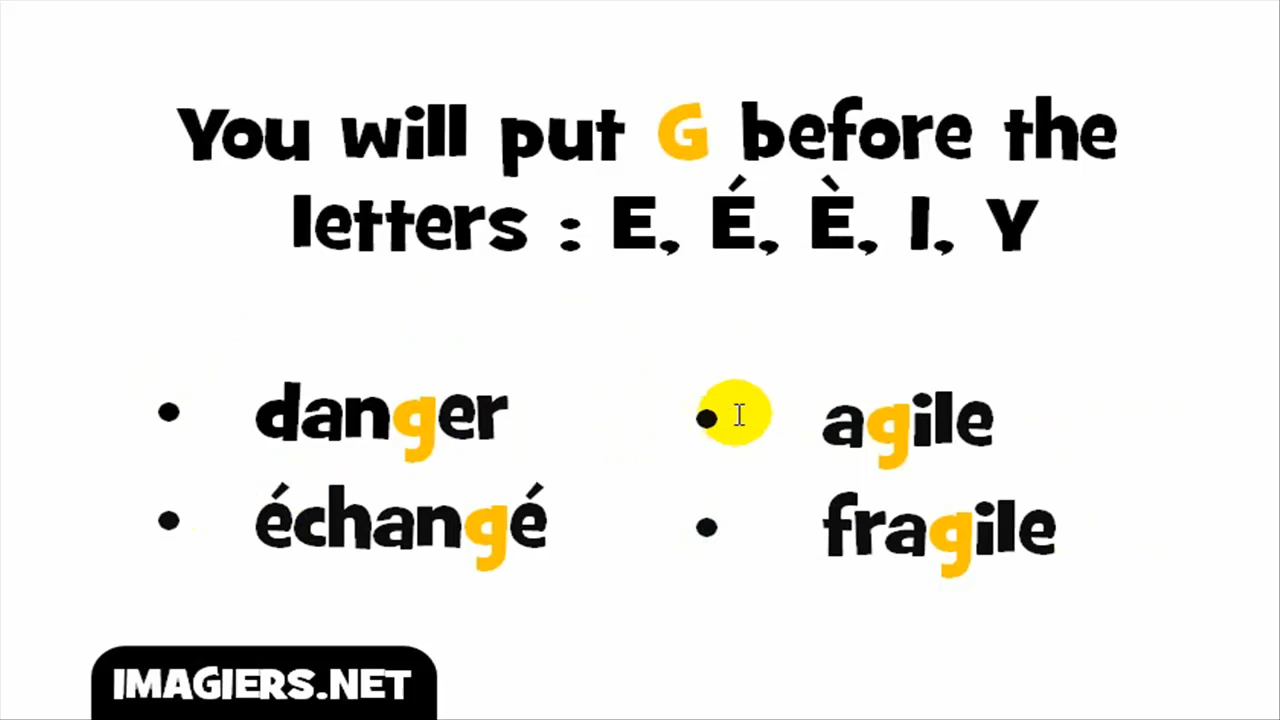 You will put G before the
letters : E, É, È, I, Y
• danger
• échangé
• agile
• fragile
IMAGIERS.NET